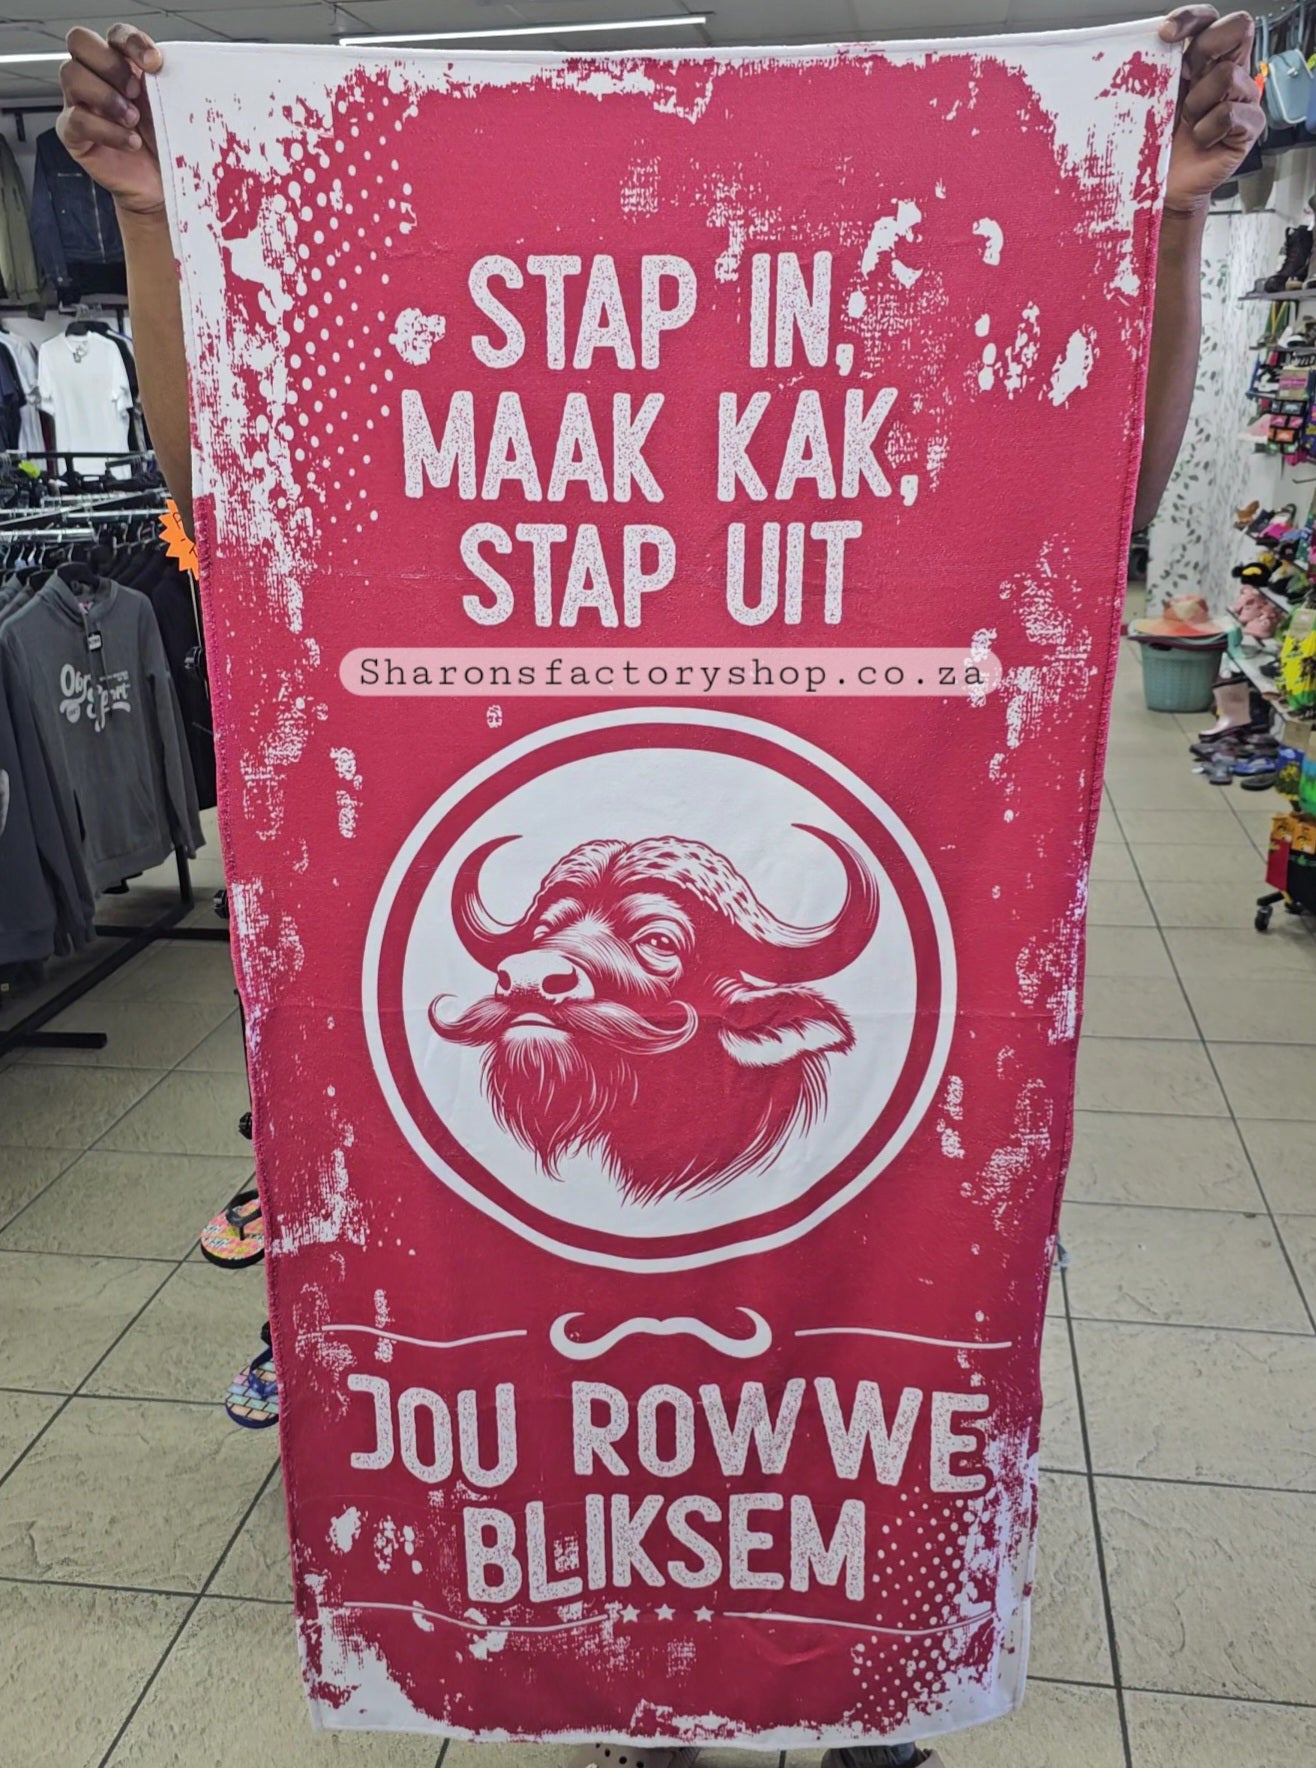 STAP IN,
MAAK KAK,
STAP UIT
Sharonsfactoryshop.co.za
JOU ROWWE
BLIKSEM